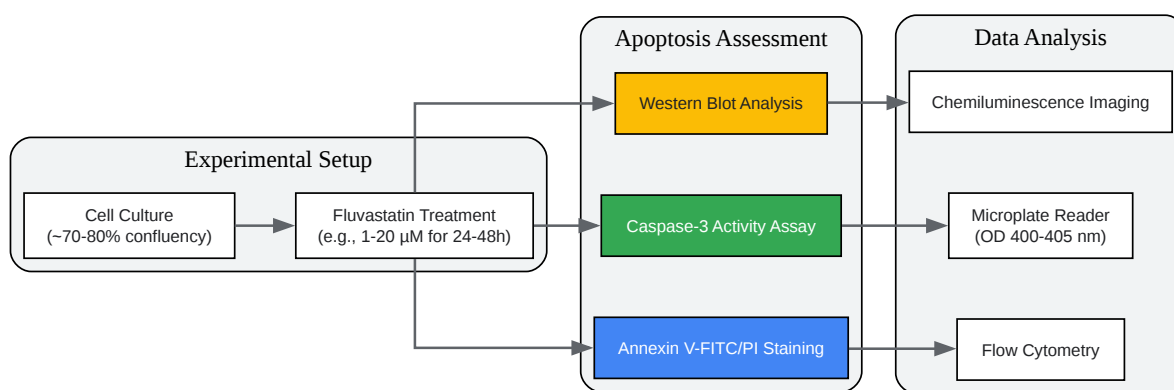 Experimental Setup
Cell Culture
(~70-80% confluency)
Fluvastatin Treatment
(e.g., 1-20 µM for 24-48h)
Apoptosis Assessment
Western Blot Analysis
Caspase-3 Activity Assay
Annexin V-FITC/PI Staining
Data Analysis
Chemiluminescence Imaging
Microplate Reader
(OD 400-405 nm)
Flow Cytometry